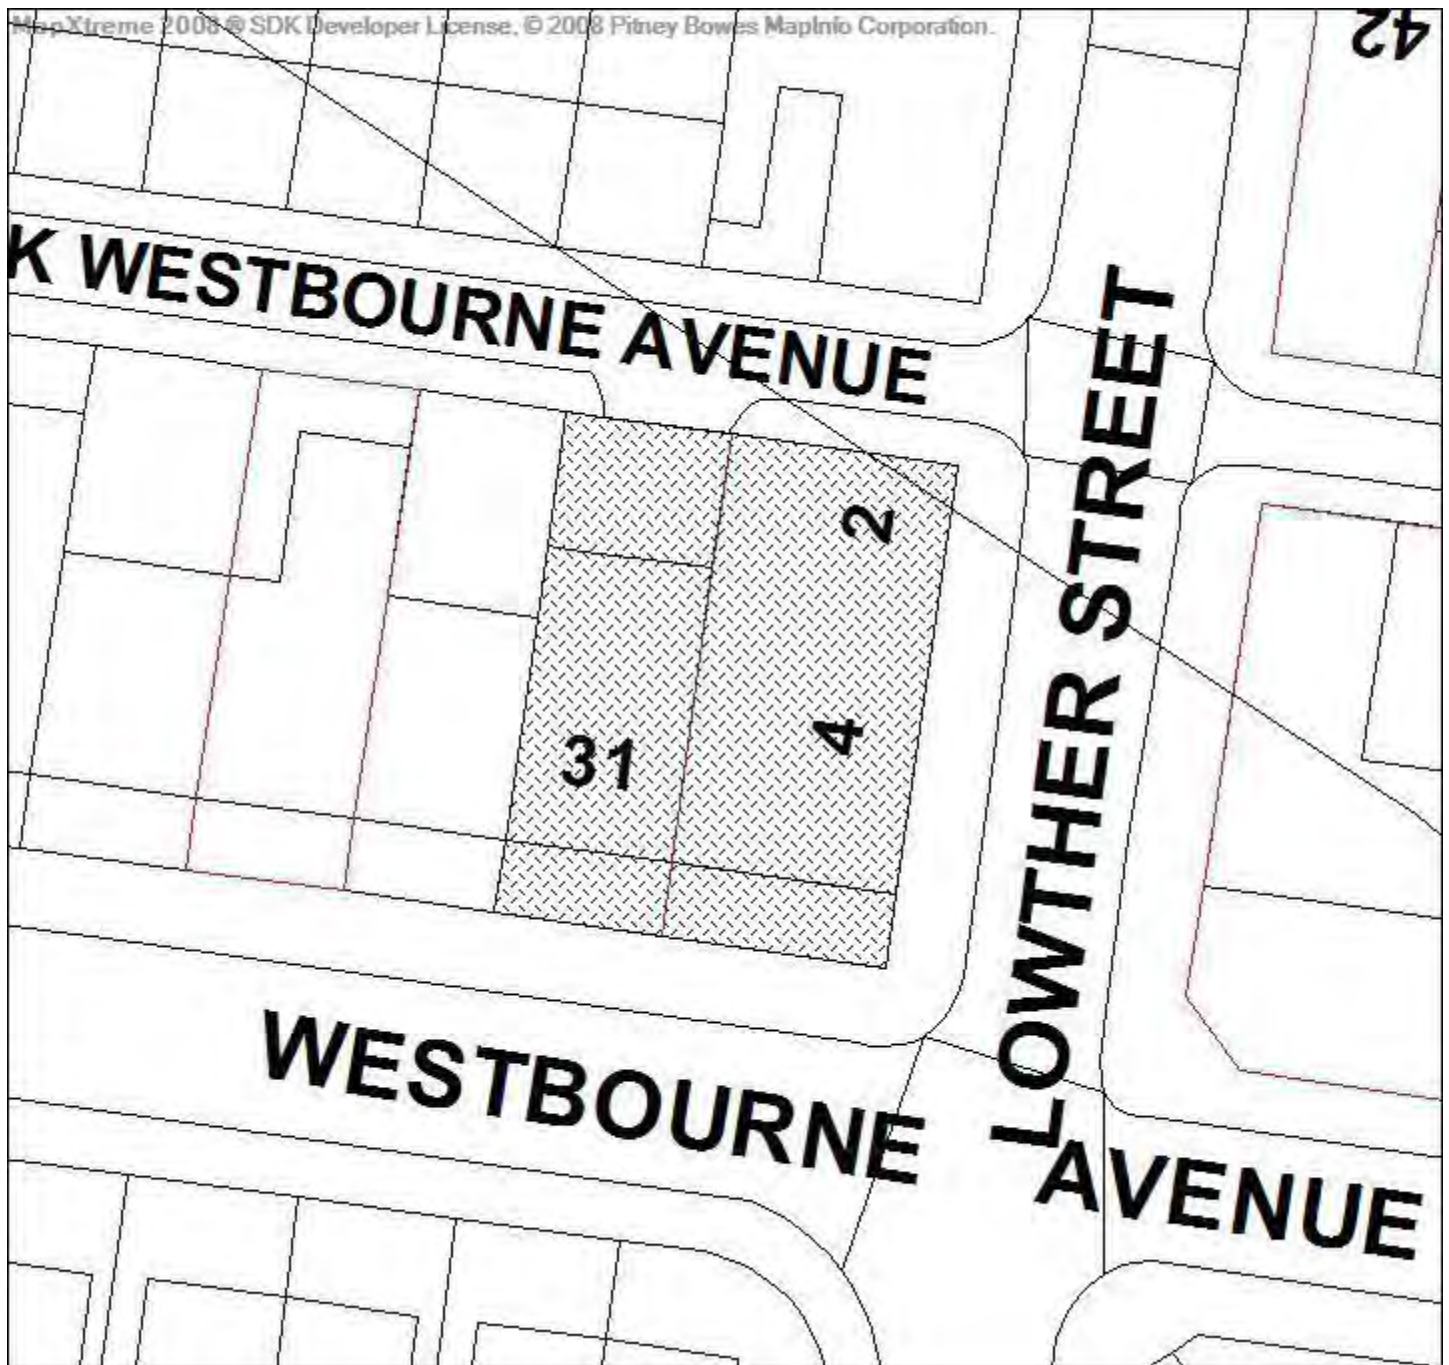 MapXtreme 2008 ® SDK Developer License. © 2008 Pitney Bowes MapInfo Corporation.
42
K WESTBOURNE AVENUE
LOWTHER STREET
2
4
31
WESTBOURNE AVENUE